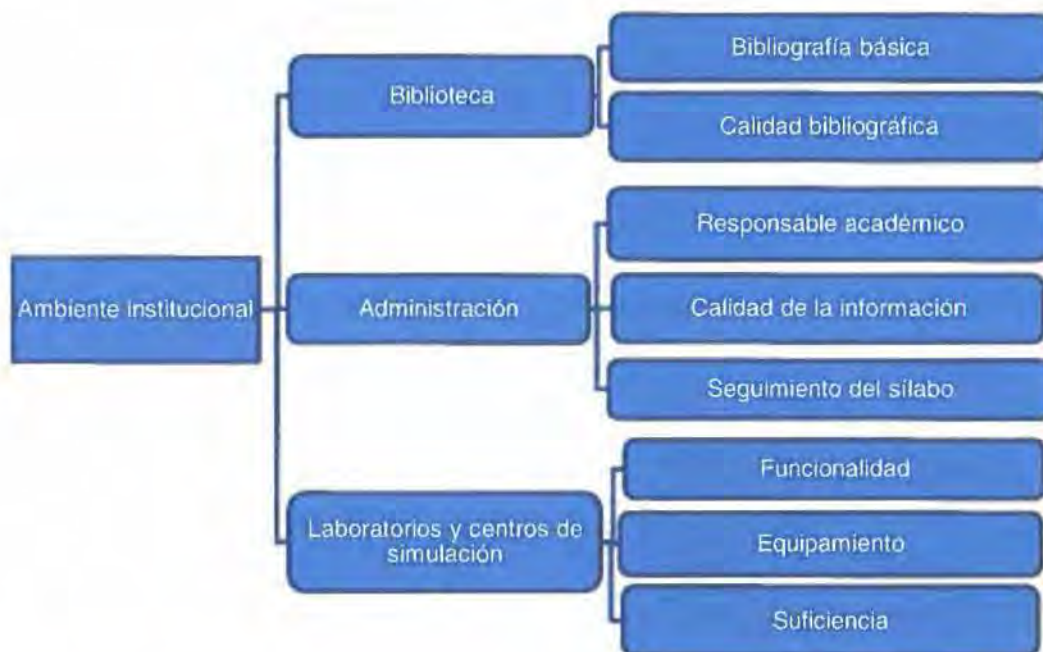 Ambiente institucional
Biblioteca
Bibliografía básica
Calidad bibliográfica
Administración
Responsable académico
Calidad de la información
Seguimiento del sílabo
Laboratorios y centros de
simulación
Funcionalidad
Equipamiento
Suficiencia